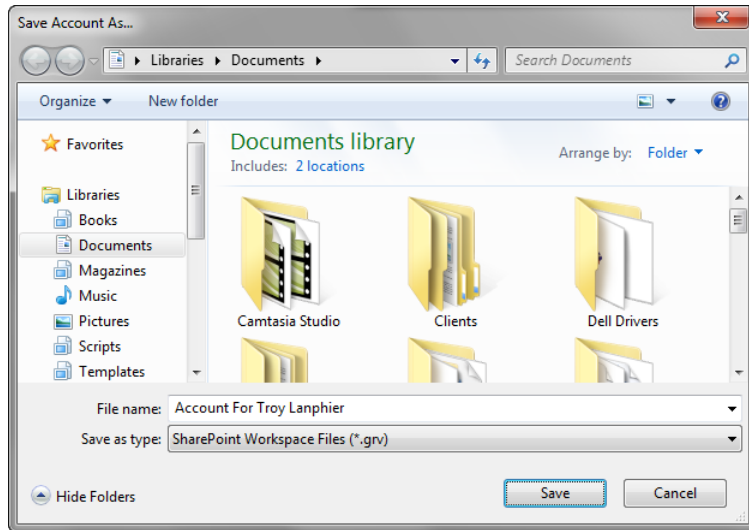 Save Account As...
Libraries Documents
Search Documents
Organize New folder
Favorites
Libraries
Books
Documents
Magazines
Music
Pictures
Scripts
Templates
Documents library
Includes: 2 locations
Arrange by: Folder
Camtasia Studio Clients Dell Drivers
File name: Account For Troy Lanphier
Save as type: SharePoint Workspace Files (*.grv)
Hide Folders Save Cancel